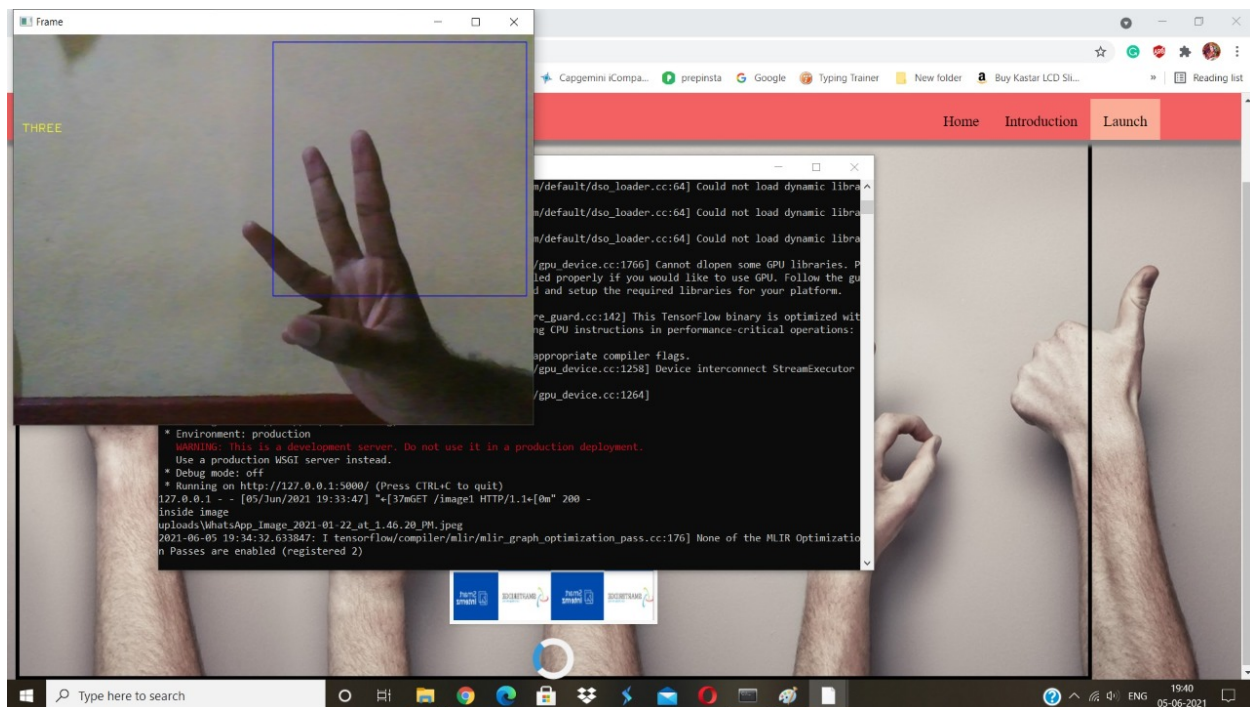 Frame
THREE
Capgemini iCompa...
prepinsta
Google
Typing Trainer
New folder
Buy Kastar LCD Sli...
»
Reading list
Home
Introduction
Launch
m/default/dso_loader.cc:64] Could not load dynamic libra
m/default/dso_loader.cc:64] Could not load dynamic libra
m/default/dso_loader.cc:64] Could not load dynamic libra
/gpu_device.cc:1766] Cannot dlopen some GPU libraries. P
led properly if you would like to use GPU. Follow the gu
d and setup the required libraries for your platform.
re_guard.cc:142] This TensorFlow binary is optimized wit
ng CPU instructions in performance-critical operations:
appropriate compiler flags.
/gpu_device.cc:1258] Device interconnect StreamExecutor
/gpu_device.cc:1264]
* Environment: production
WARNING: This is a development server. Do not use it in a production deployment.
Use a production WSGI server instead.
* Debug mode: off
* Running on http://127.0.0.1:5000/ (Press CTRL+C to quit)
127.0.0.1 - - [05/Jun/2021 19:33:47] "←[37mGET /image1 HTTP/1.1←[0m" 200 -
inside image
uploads\WhatsApp_Image_2021-01-22_at_1.46.20_PM.jpeg
2021-06-05 19:34:32.633847: I tensorflow/compiler/mlir/mlir_graph_optimization_pass.cc:176] None of the MLIR Optimizatio
n Passes are enabled (registered 2)
Type here to search
ENG
19:40
05-06-2021